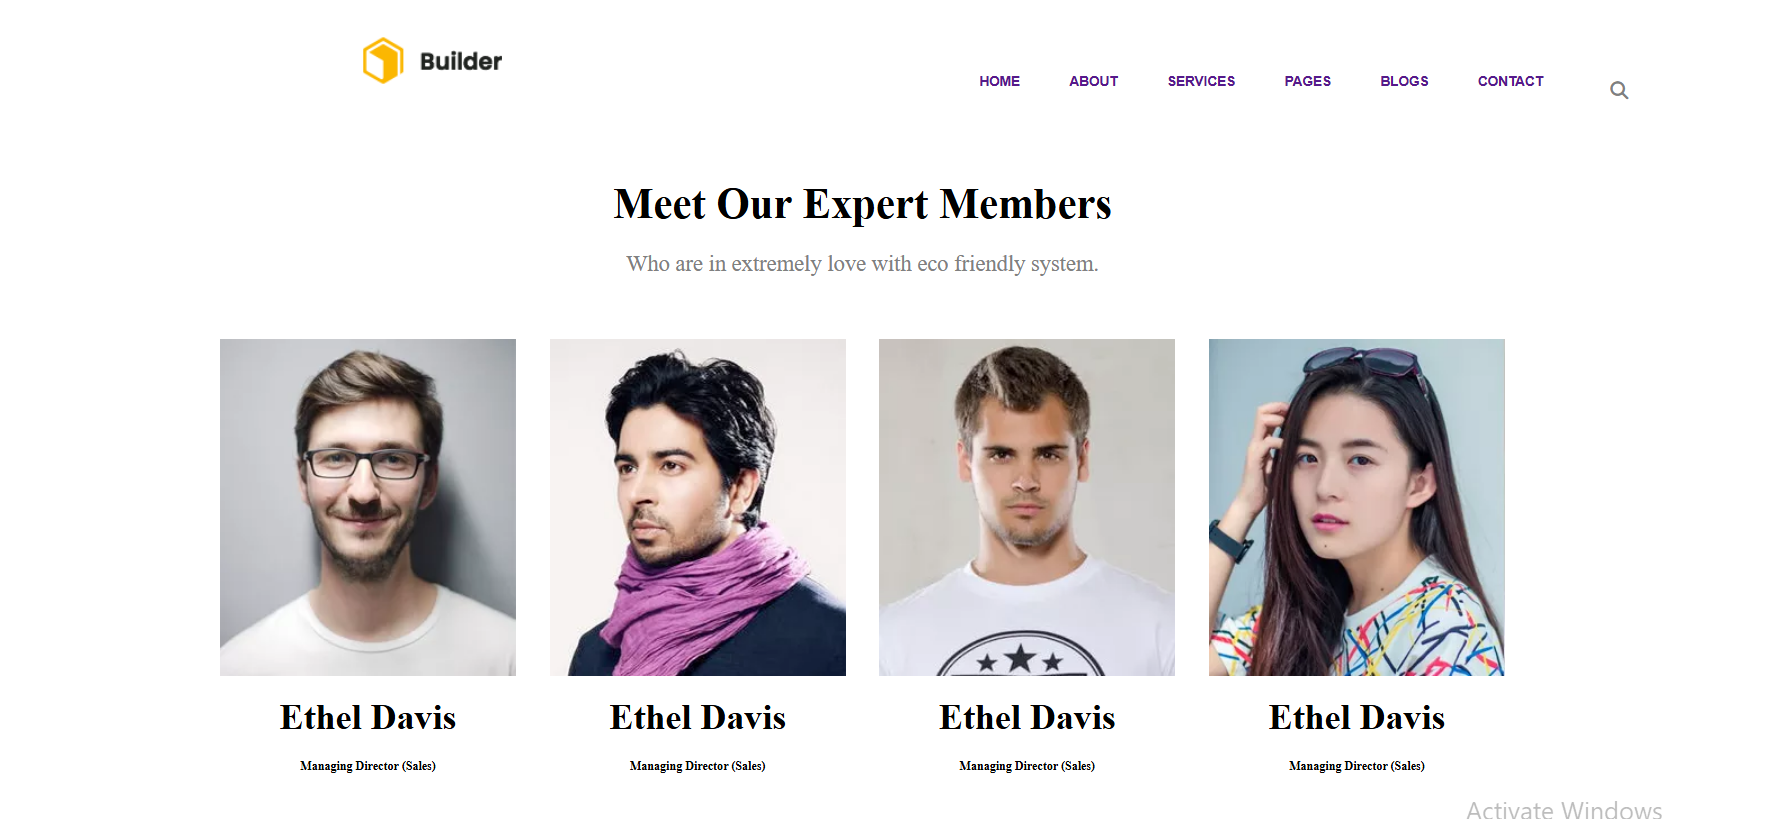 Builder
HOME ABOUT SERVICES PAGES BLOGS CONTACT
Meet Our Expert Members
Who are in extremely love with eco friendly system.
Ethel Davis Ethel Davis Ethel Davis Ethel Davis
Managing Director (Sales) Managing Director (Sales) Managing Director (Sales) Managing Director (Sales)
Activate Windows